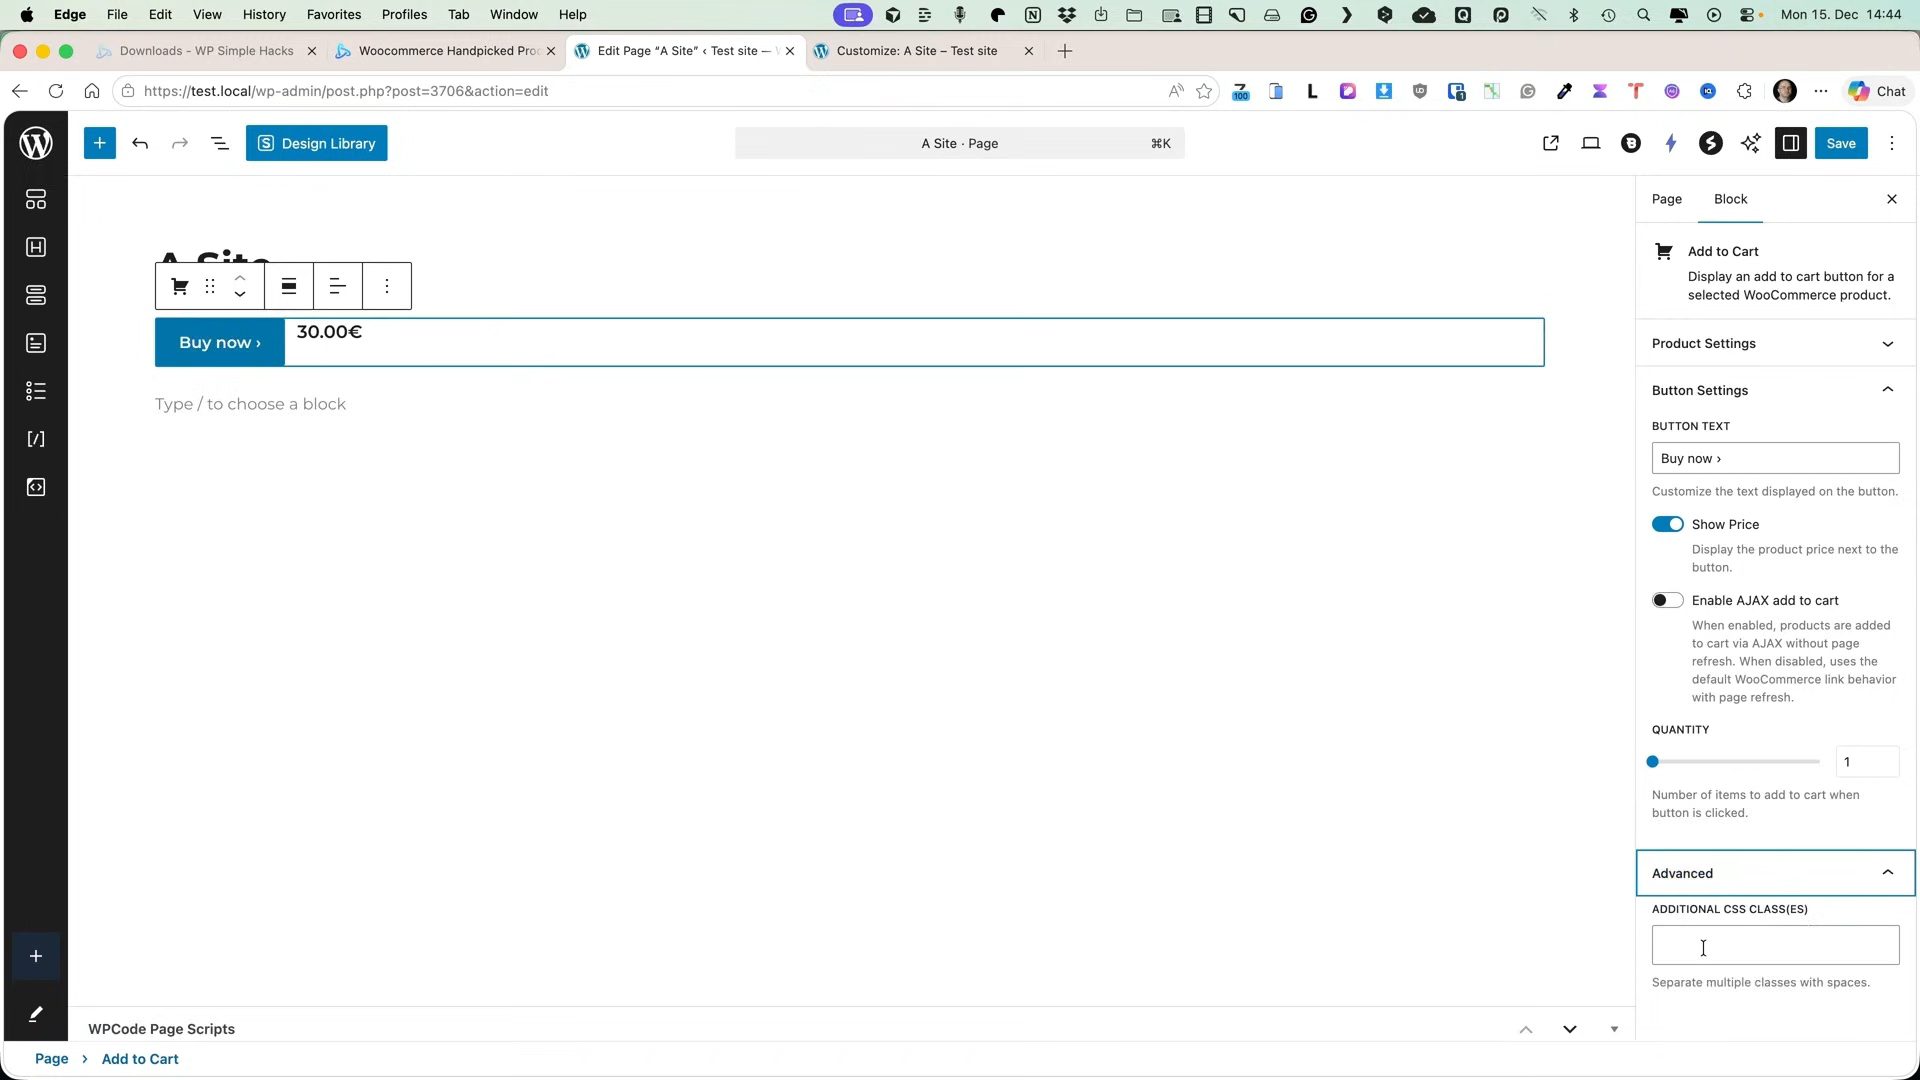 Edge File Edit View History Favorites Profiles Tab Window Help
Mon 15. Dec 14:44
Downloads - WP Simple Hacks
Woocommerce Handpicked Pro
Edit Page “A Site” ‹ Test site —
Customize: A Site – Test site
https://test.local/wp-admin/post.php?post=3706&action=edit
100
1
Chat
Design Library
A Site · Page
⌘K
Save
Page
Block
Add to Cart
Display an add to cart button for a
selected WooCommerce product.
A Site
Buy now ›
30.00€
Type / to choose a block
Product Settings
Button Settings
BUTTON TEXT
Buy now ›
Customize the text displayed on the button.
Show Price
Display the product price next to the
button.
Enable AJAX add to cart
When enabled, products are added
to cart via AJAX without page
refresh. When disabled, uses the
default WooCommerce link behavior
with page refresh.
QUANTITY
1
Number of items to add to cart when
button is clicked.
Advanced
ADDITIONAL CSS CLASS(ES)
Separate multiple classes with spaces.
WPCode Page Scripts
Page › Add to Cart